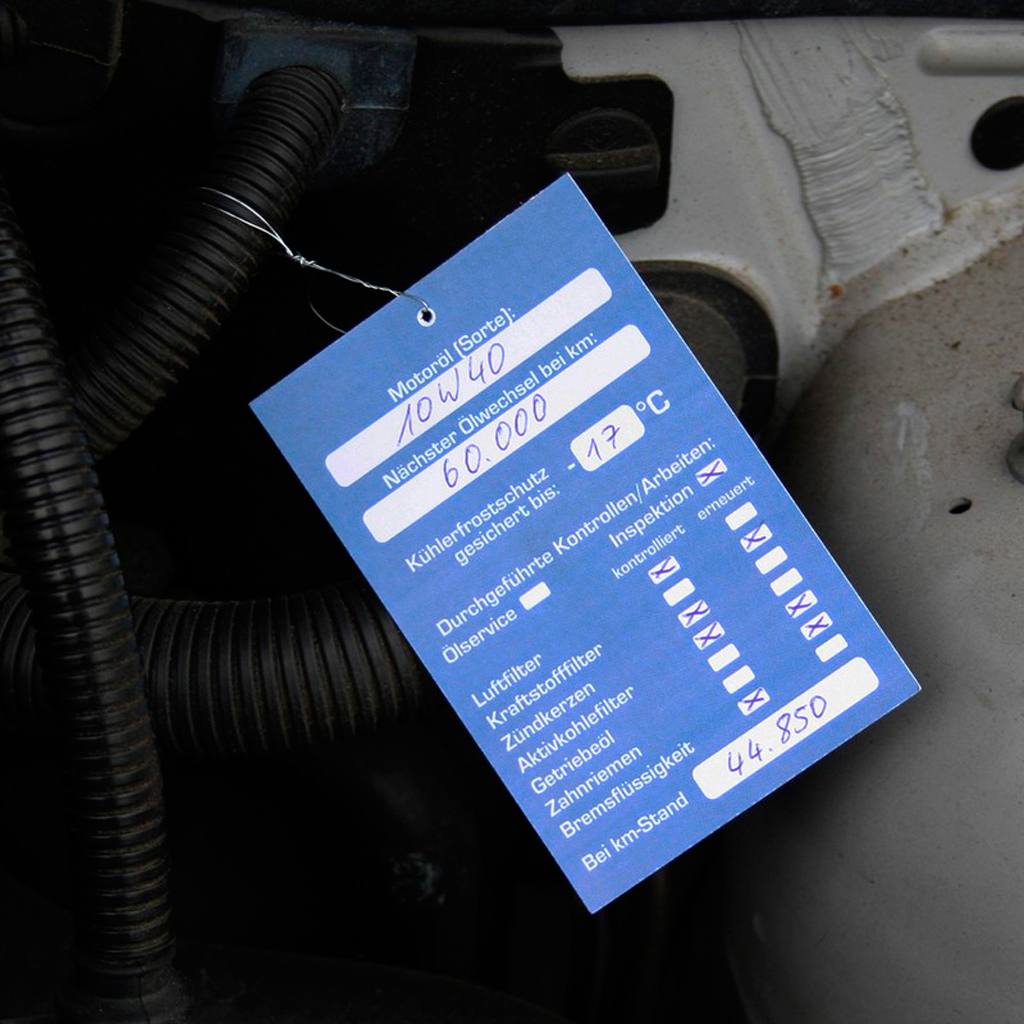 Motoröl (Sorte):
10W40
Nächster Ölwechsel bei km:
60.000
Kühlerfrostschutz
gesichert bis: - 17 °C
Durchgeführte Kontrollen/Arbeiten:
Ölservice Inspektion X
kontrolliert erneuert
Luftfilter X
Kraftstofffilter X
Zündkerzen X
Aktivkohlefilter X
Getriebeöl X
Zahnriemen X
Bremsflüssigkeit X
Bei km-Stand 44.850